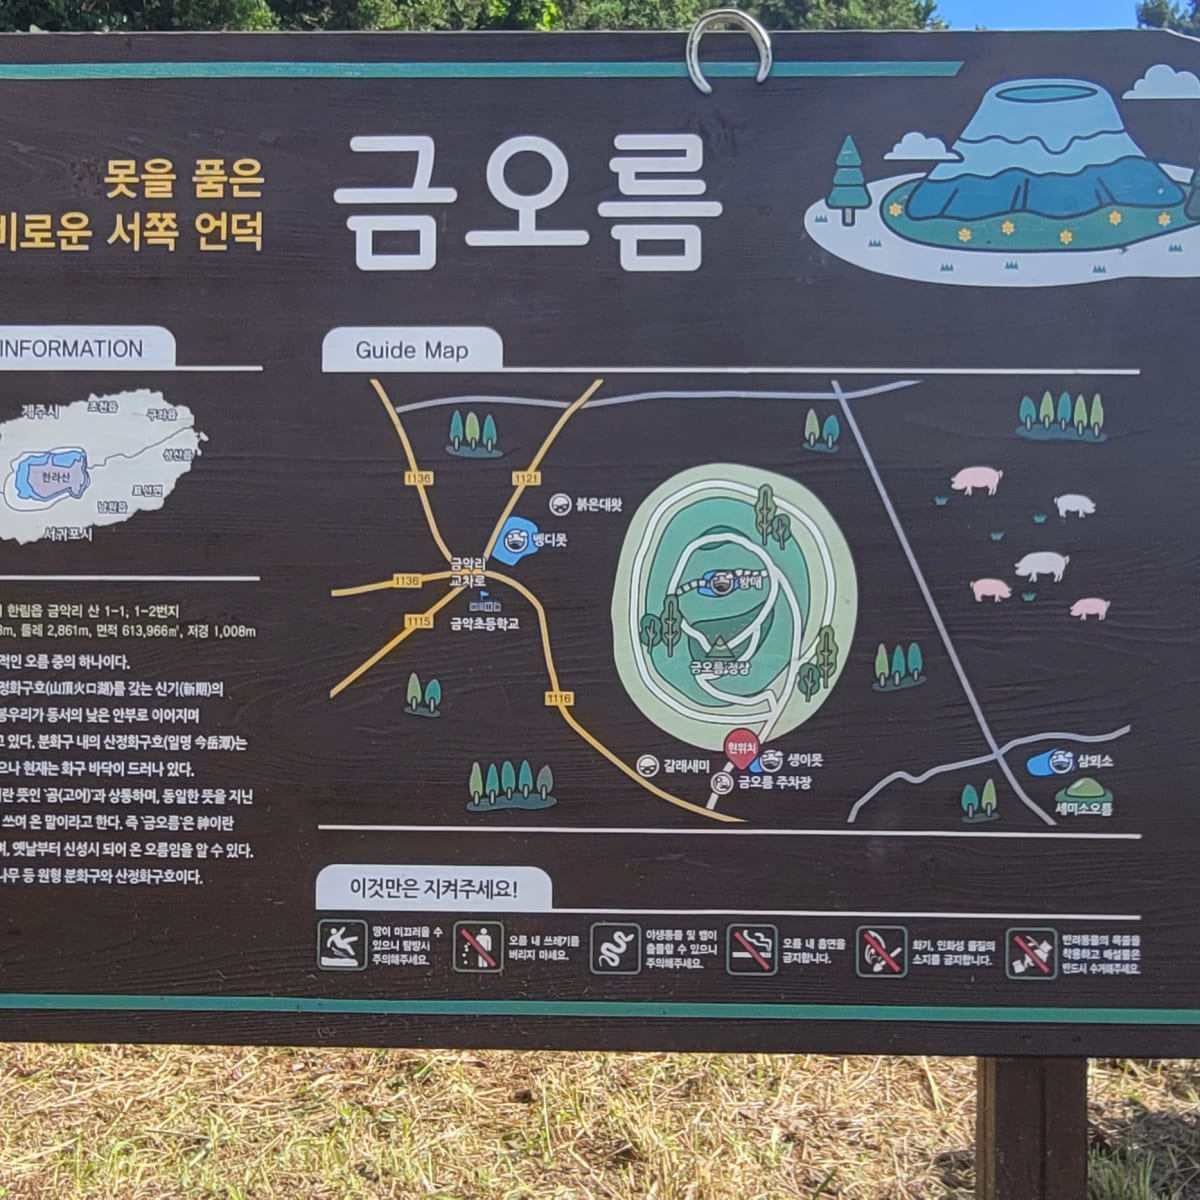 못을 품은
비로운 서쪽 언덕
금오름
INFORMATION
제주시
조천읍
구좌읍
성산읍
한라산
표선면
남원읍
서귀포시
한림읍 금악리 산 1-1, 1-2번지
둘레 2,861m, 면적 613,966㎡, 저경 1,008m
적인 오름 중의 하나이다.
정화구호(山頂火口湖)를 갖는 신기(新期)의
봉우리가 동서의 낮은 안부로 이어지며
고 있다. 분화구 내의 산정화구호(일명 今岳潭)는
으나 현재는 화구 바닥이 드러나 있다.
이란 뜻인 '곰(고어)'과 상통하며, 동일한 뜻을 지닌
쓰여 온 말이라고 한다. 즉 '금오름'은 神이란
며, 옛날부터 신성시 되어 온 오름임을 알 수 있다.
나무 등 원형 분화구와 산정화구호이다.
Guide Map
1136
1121
붉은대왓
벵디못
금악리
교차로
1136
1115
금악초등학교
1116
왕매
금오름 정상
현위치
갈래새미
생이못
금오름 주차장
상외소
세미소오름
이것만은 지켜주세요!
땅이 미끄러울 수
있으니 탐방시
주의해주세요.
오름 내 쓰레기를
버리지 마세요.
야생동물 및 뱀이
출몰할 수 있으니
주의해주세요.
오름 내 흡연을
금지합니다.
화기, 인화성 물질의
소지를 금지합니다.
반려동물의 목줄을
착용하고 배설물은
반드시 수거해주세요.